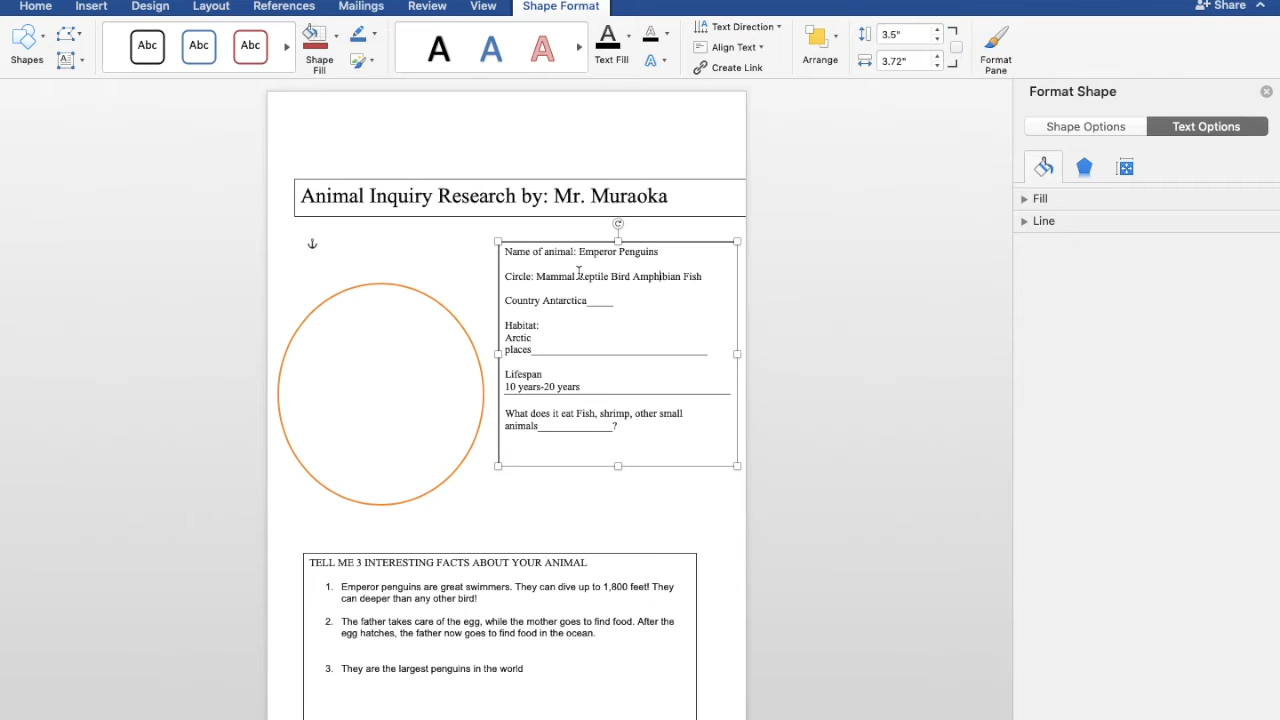 Home Insert Design Layout References Mailings Review View Shape Format Share
Shapes
Abc Abc Abc
Shape Fill
A A A
A
Text Fill
A
A
Text Direction
Align Text
Create Link
Arrange
3.5"
3.72"
Format Pane
Format Shape
Shape Options Text Options
Fill
Line
Animal Inquiry Research by: Mr. Muraoka
Name of animal: Emperor Penguins
Circle: Mammal Reptile Bird Amphibian Fish
Country Antarctica_____
Habitat:
Arctic
places__________________________________
Lifespan
10 years-20 years
What does it eat Fish, shrimp, other small
animals______________?
TELL ME 3 INTERESTING FACTS ABOUT YOUR ANIMAL
1. Emperor penguins are great swimmers. They can dive up to 1,800 feet! They
can deeper than any other bird!
2. The father takes care of the egg, while the mother goes to find food. After the
egg hatches, the father now goes to find food in the ocean.
3. They are the largest penguins in the world